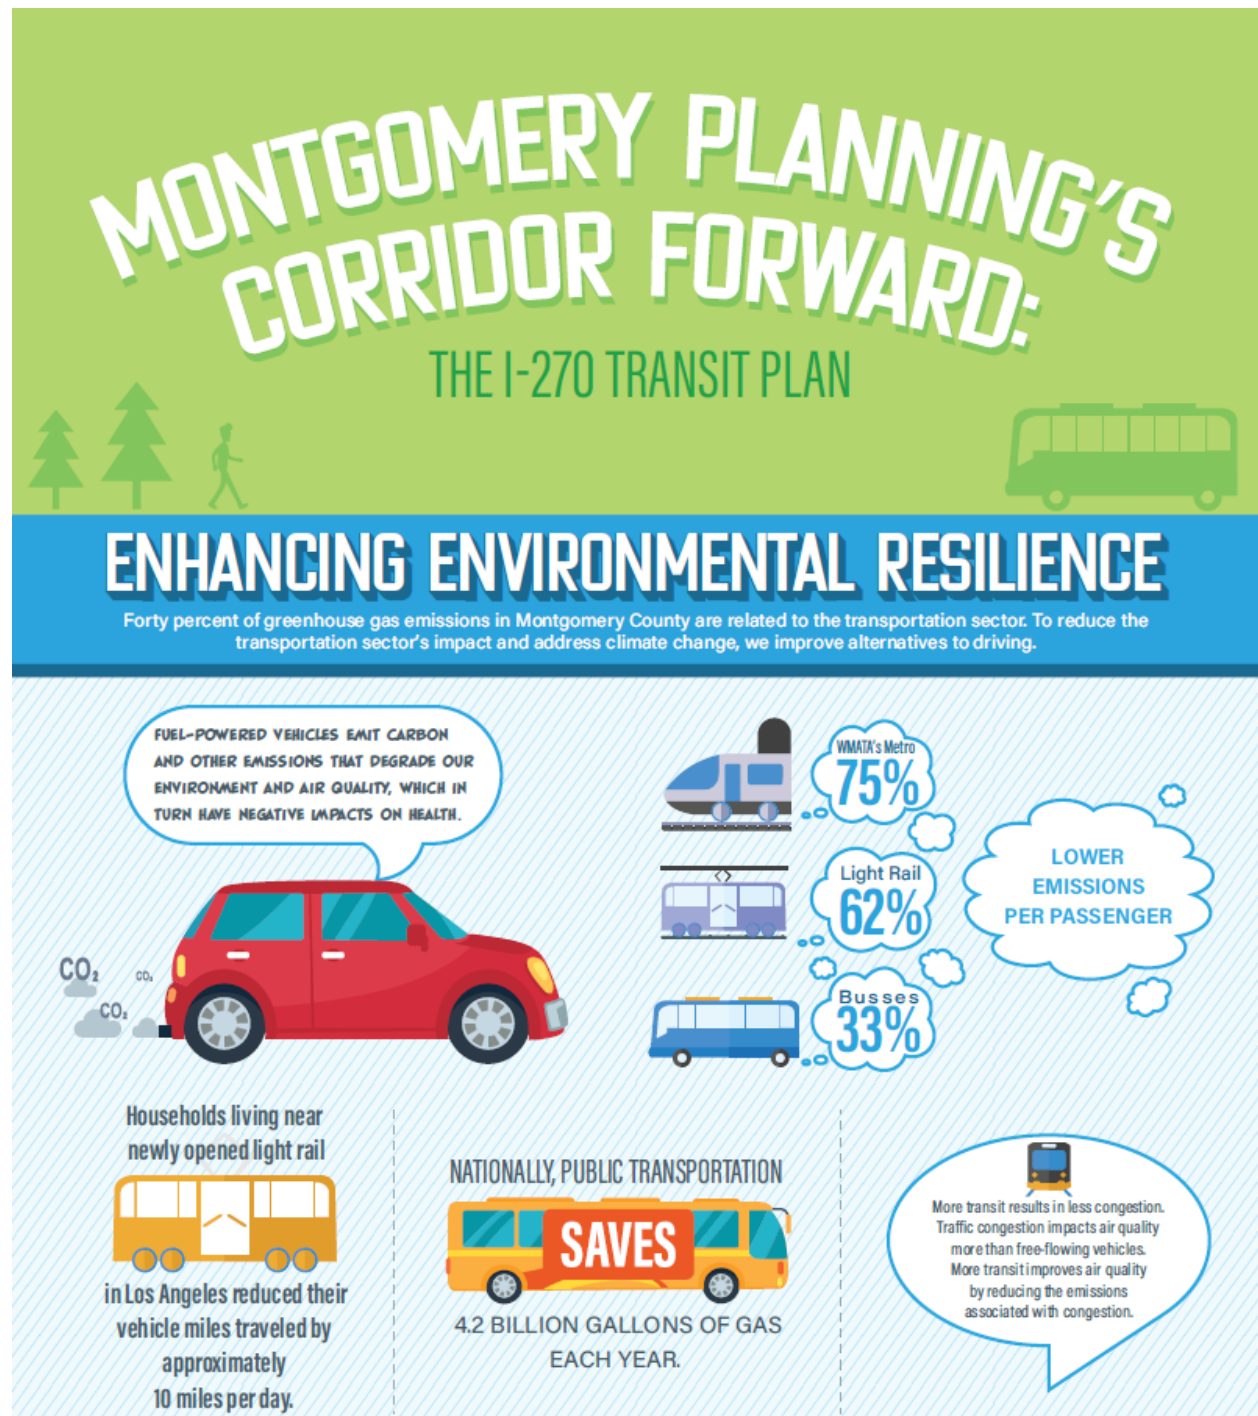 MONTGOMERY PLANNING'S
CORRIDOR FORWARD:
THE I-270 TRANSIT PLAN
ENHANCING ENVIRONMENTAL RESILIENCE
Forty percent of greenhouse gas emissions in Montgomery County are related to the transportation sector. To reduce the
transportation sector's impact and address climate change, we improve alternatives to driving.
FUEL-POWERED VEHICLES EMIT CARBON
AND OTHER EMISSIONS THAT DEGRADE OUR
ENVIRONMENT AND AIR QUALITY, WHICH IN
TURN HAVE NEGATIVE IMPACTS ON HEALTH.
CO₂
CO₂
CO₂
WMATA's Metro
75%
Light Rail
62%
Busses
33%
LOWER
EMISSIONS
PER PASSENGER
Households living near
newly opened light rail
in Los Angeles reduced their
vehicle miles traveled by
approximately
10 miles per day.
NATIONALLY, PUBLIC TRANSPORTATION
SAVES
4.2 BILLION GALLONS OF GAS
EACH YEAR.
More transit results in less congestion.
Traffic congestion impacts air quality
more than free-flowing vehicles.
More transit improves air quality
by reducing the emissions
associated with congestion.